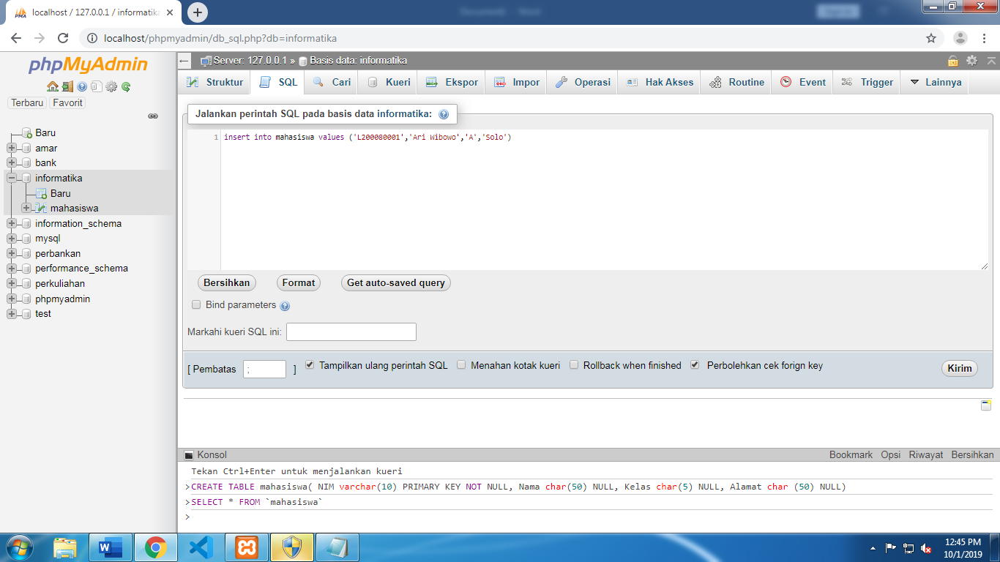 localhost / 127.0.0.1 / informatika
localhost/phpmyadmin/db_sql.php?db=informatika
phpMyAdmin
Terbaru Favorit
Baru
amar
bank
informatika
Baru
mahasiswa
information_schema
mysql
perbankan
performance_schema
perkuliahan
phpmyadmin
test
Server: 127.0.0.1 » Basis data: informatika
Struktur SQL Cari Kueri Ekspor Impor Operasi Hak Akses Routine Event Trigger Lainnya
Jalankan perintah SQL pada basis data informatika:
1 insert into mahasiswa values ('L200080001','Ari Wibowo','A','Solo')
Bersihkan Format Get auto-saved query
Bind parameters
Markahi kueri SQL ini:
[ Pembatas ; ] Tampilkan ulang perintah SQL Menahan kotak kueri Rollback when finished Perbolehkan cek forign key Kirim
Konsol Bookmark Opsi Riwayat Bersihkan
Tekan Ctrl+Enter untuk menjalankan kueri
>CREATE TABLE mahasiswa( NIM varchar(10) PRIMARY KEY NOT NULL, Nama char(50) NULL, Kelas char(5) NULL, Alamat char (50) NULL)
>SELECT * FROM `mahasiswa`
>
12:45 PM
10/1/2019